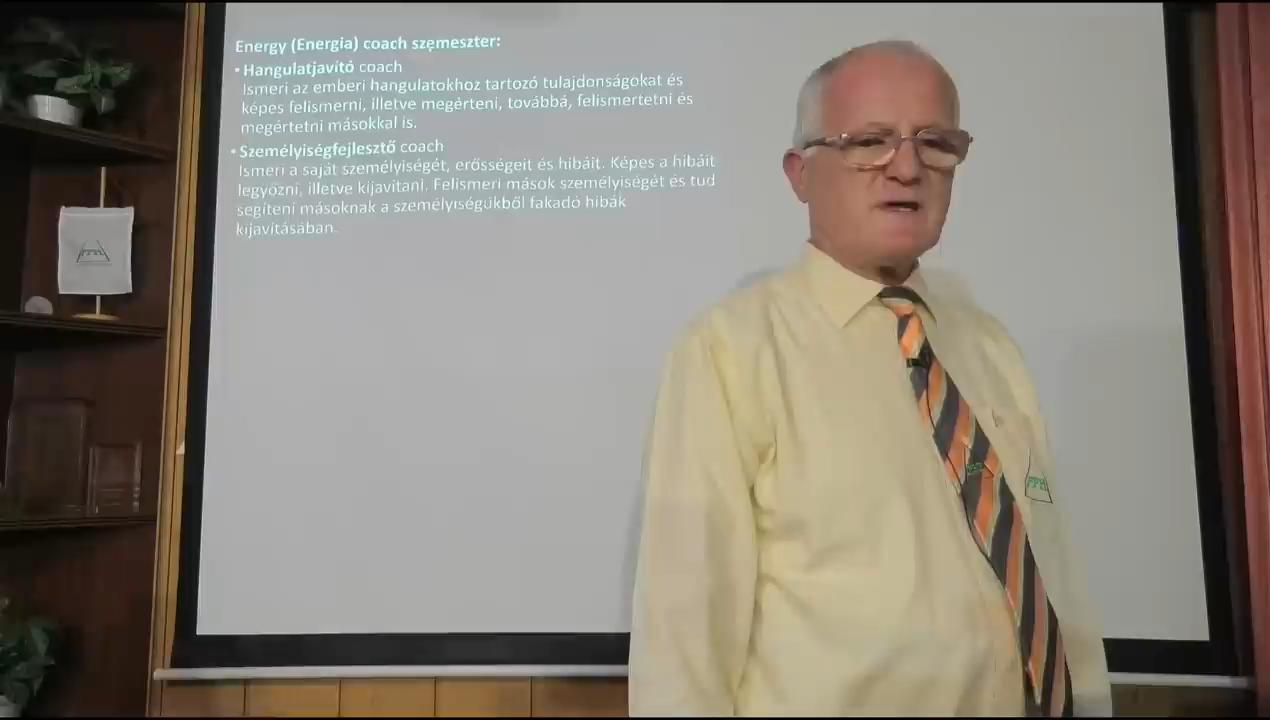 Energy (Energia) coach szemeszter:
• Hangulatjavító coach
Ismeri az emberi hangulatokhoz tartozó tulajdonságokat és
képes felismerni, illetve megérteni, továbbá, felismertetni és
megértetni másokkal is.
• Személyiségfejlesztő coach
Ismeri a saját személyiségét, erősségeit és hibáit. Képes a hibáit
legyőzni, illetve kijavítani. Felismeri mások személyiségét és tud
segíteni másoknak a személyiségükből fakadó hibák
kijavításában.